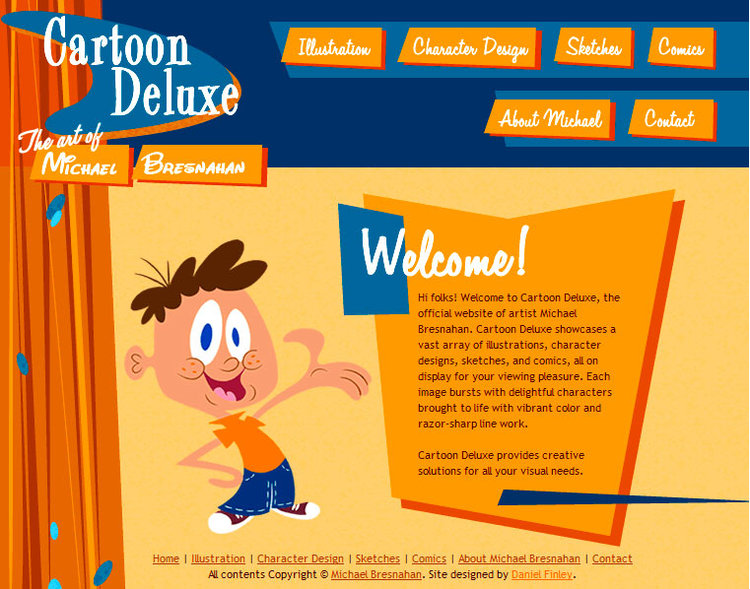 Cartoon
Deluxe
The art of
Michael Bresnahan
Illustration Character Design Sketches Comics
About Michael Contact
Welcome!
Hi folks! Welcome to Cartoon Deluxe, the
official website of artist Michael
Bresnahan. Cartoon Deluxe showcases a
vast array of illustrations, character
designs, sketches, and comics, all on
display for your viewing pleasure. Each
image bursts with delightful characters
brought to life with vibrant color and
razor-sharp line work.
Cartoon Deluxe provides creative
solutions for all your visual needs.
Home | Illustration | Character Design | Sketches | Comics | About Michael Bresnahan | Contact
All contents Copyright © Michael Bresnahan. Site designed by Daniel Finley.